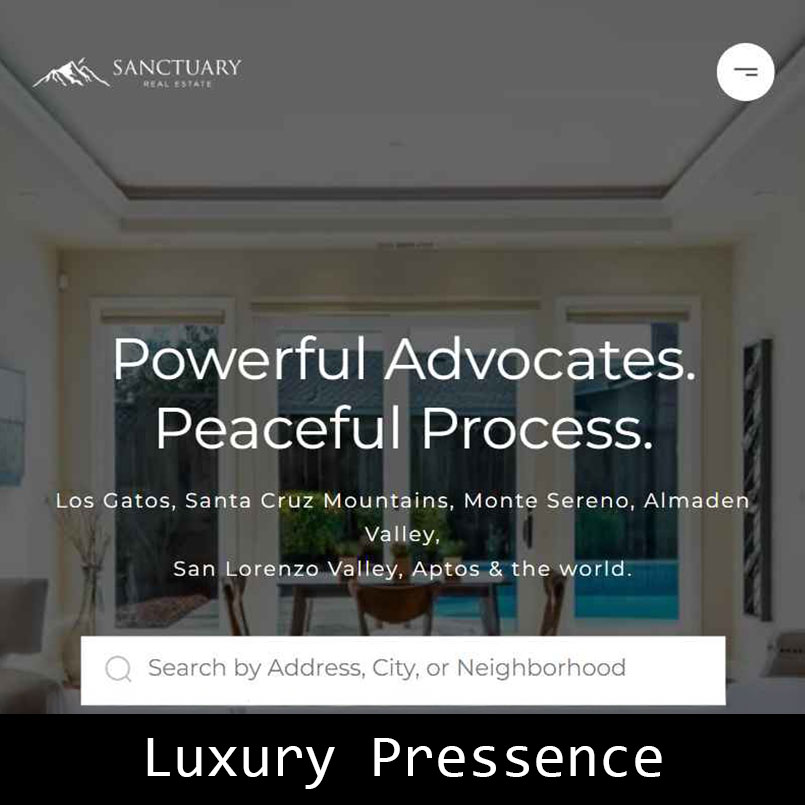 SANCTUARY
REAL ESTATE
Powerful Advocates.
Peaceful Process.
Los Gatos, Santa Cruz Mountains, Monte Sereno, Almaden
Valley,
San Lorenzo Valley, Aptos & the world.
Search by Address, City, or Neighborhood
Luxury Pressence